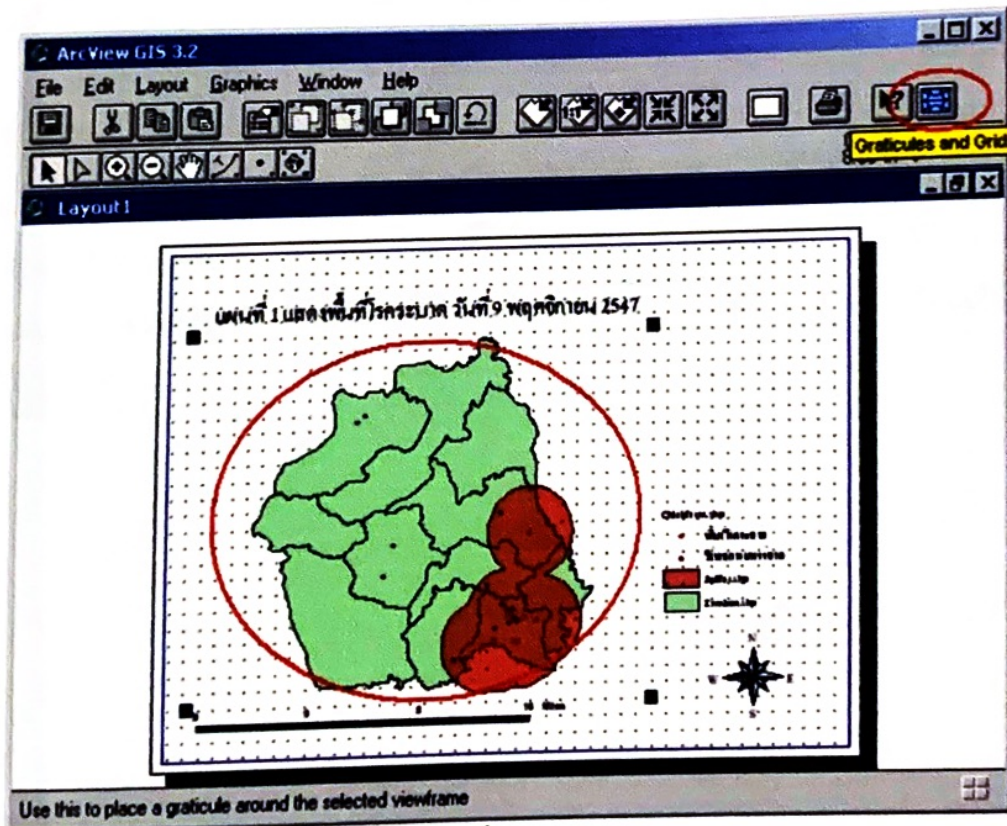 ArcView GIS 3.2
File Edit Layout Graphics Window Help
Graticules and Grid
Layout1
แผนที่ 1 แสดงพื้นที่โรคระบาด วันที่ 9 พฤศจิกายน 2547
N
W E
S
Use this to place a graticule around the selected viewframe